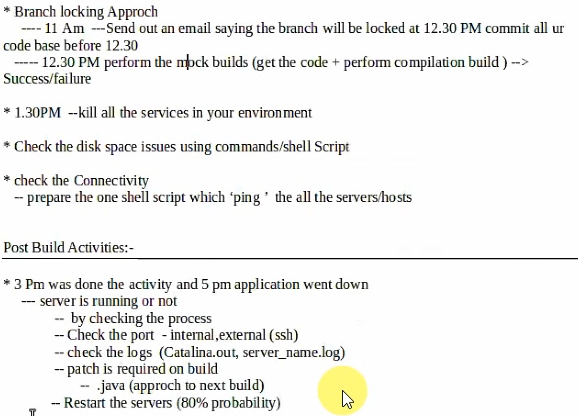 * Branch locking Approch
---- 11 Am ---Send out an email saying the branch will be locked at 12.30 PM commit all ur
code base before 12.30
----- 12.30 PM perform the mock builds (get the code + perform compilation build ) -->
Success/failure
* 1.30PM --kill all the services in your environment
* Check the disk space issues using commands/shell Script
* check the Connectivity
-- prepare the one shell script which ‘ping ’ the all the servers/hosts
Post Build Activities:-
* 3 Pm was done the activity and 5 pm application went down
--- server is running or not
-- by checking the process
-- Check the port - internal,external (ssh)
-- check the logs (Catalina.out, server_name.log)
-- patch is required on build
-- .java (approch to next build)
-- Restart the servers (80% probability)